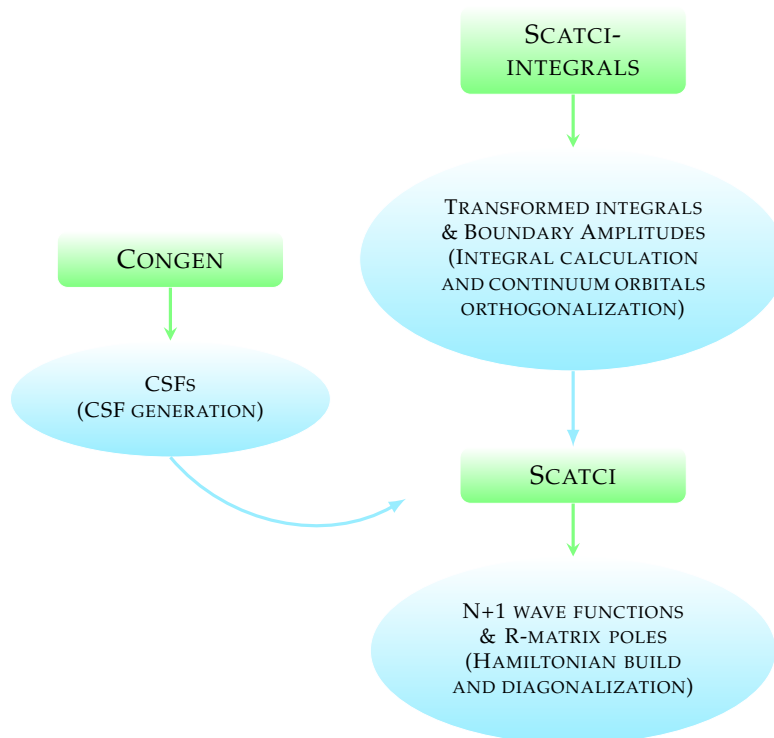 SCATCI-
INTEGRALS
TRANSFORMED INTEGRALS
& BOUNDARY AMPLITUDES
(INTEGRAL CALCULATION
AND CONTINUUM ORBITALS
ORTHOGONALIZATION)
CONGEN
CSFS
(CSF GENERATION)
SCATCI
N+1 WAVE FUNCTIONS
& R-MATRIX POLES
(HAMILTONIAN BUILD
AND DIAGONALIZATION)